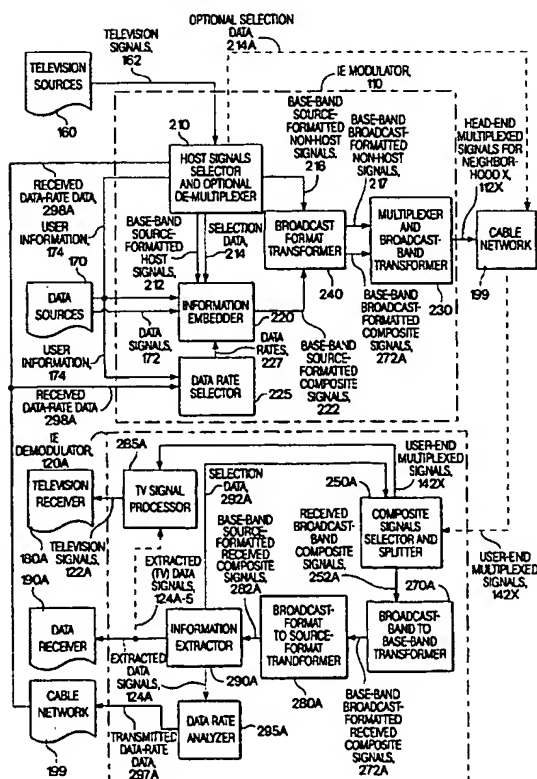 TELEVISION
SIGNALS,
162
OPTIONAL SELECTION
DATA
214A
TELEVISION
SOURCES
160
IE MODULATOR, 110
BASE-BAND
SOURCE-
FORMATTED
NON-HOST
SIGNALS,
218
BASE-BAND
BROADCAST-
FORMATTED
NON-HOST
SIGNALS, 217
HEAD-END
MULTIPLEXED
SIGNALS FOR
NEIGHBOR-
HOOD X,
112X
210
HOST SIGNALS
SELECTOR
AND OPTIONAL
DE-MULTIPLEXER
RECEIVED
DATA-RATE DATA,
298A
USER
INFORMATION,
174
BASE-BAND
SOURCE-
FORMATTED
HOST
SIGNALS,
212
SELECTION
DATA,
214
BROADCAST
FORMAT
TRANSFORMER
240
MULTIPLEXER
AND
BROADCAST-
BAND
TRANSFORMER
230
CABLE
NETWORK
199
170
DATA
SOURCES
INFORMATION
EMBEDDER
220
DATA
SIGNALS,
172
USER
INFORMATION,
174
DATA
RATES,
227
BASE-BAND
SOURCE-
FORMATTED
COMPOSITE
SIGNALS, 222
BASE-BAND
BROADCAST-
FORMATTED
COMPOSITE
SIGNALS,
272A
DATA RATE
SELECTOR
225
RECEIVED
DATA-RATE DATA
298A
IE
DEMODULATOR,
120A
285A
TELEVISION
RECEIVER
180A
TV SIGNAL
PROCESSOR
SELECTION
DATA,
292A
USER-END
MULTIPLEXED
SIGNALS,
142X
250A
COMPOSITE
SIGNALS
SELECTOR AND
SPLITTER
TELEVISION
SIGNALS,
122A
BASE-BAND
SOURCE-
FORMATTED
RECEIVED
COMPOSITE
SIGNALS,
282A
RECEIVED
BROADCAST-
BAND
COMPOSITE
SIGNALS,
252A
USER-END
MULTIPLEXED
SIGNALS,
142X
190A
EXTRACTED
(TV) DATA
SIGNALS,
124A-5
270A
DATA
RECEIVER
INFORMATION
EXTRACTOR
290A
BROADCAST-
FORMAT
TO SOURCE-
FORMAT
TRANDFORMER
280A
BROADCAST-
BAND TO
BASE-BAND
TRANSFORMER
EXTRACTED
DATA
SIGNALS,
124A
CABLE
NETWORK
199
DATA RATE
ANALYZER
295A
BASE-BAND
BROADCAST-
FORMATTED
RECEIVED
COMPOSITE
SIGNALS,
272A
TRANSMITTED
DATA-RATE
DATA
297A